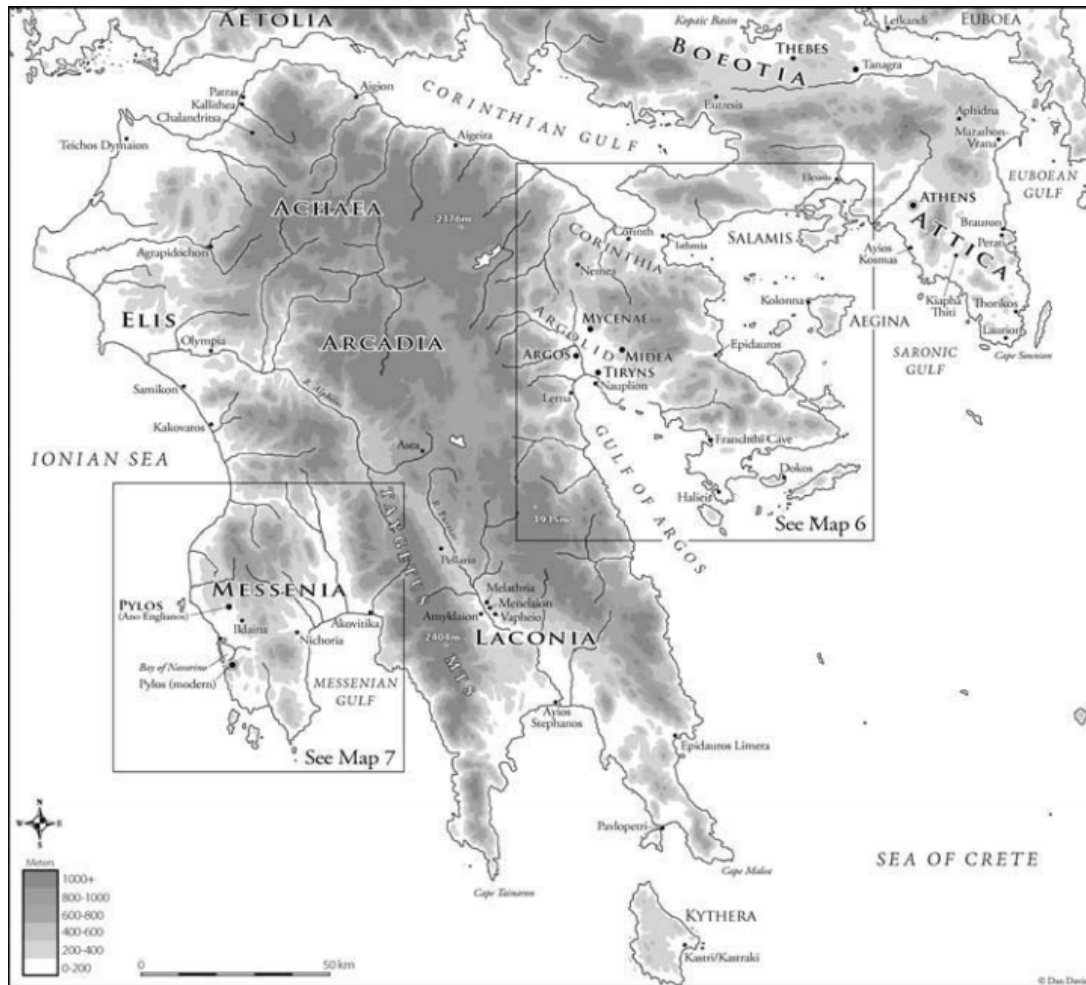 AETOLIA
Kopaic Basin
Lefkandi
EUBOEA
THEBES
BOEOTIA
Tanagra
Patras
Kallithea
Chalandritsa
Aigion
CORINTHIAN GULF
Eutresis
Aphidna
Marathon-
Vrana
Teichos Dymaion
Aigeira
Eleusis
EUBOEAN
GULF
ACHAEA
2376m
ATHENS
ATTICA
Corinth
Isthmia
SALAMIS
Brauron
Perati
Agrapidochori
CORINTHIA
Nemea
Ayios
Kosmas
Kiapha
Thiti
Thorikos
Kolonna
AEGINA
ELIS
ARGOLID
MYCENAE
Laurion
Olympia
ARCADIA
ARGOS
MIDEA
TIRYNS
Epidauros
SARONIC
GULF
Cape Sounion
Samikon
R. Alpheios
Nauplion
Lerna
Kakovatos
Asea
Franchthi Cave
IONIAN SEA
GULF OF ARGOS
Dokos
Halieis
TAŸGETUS
MTS
1935m
See Map 6
Pellana
MESSENIA
Melathria
Menelaion
PYLOS
(Ano Englianos)
Amyklaion
Vapheio
Iklaina
Akovitika
LACONIA
Nichoria
2404m
Bay of Navarino
Pylos (modern)
MESSENIAN
GULF
Ayios
Stephanos
See Map 7
Epidauros Limera
N
W
E
S
Pavlopetri
Meters
1000+
800-1000
600-800
400-600
200-400
0-200
Cape Tainaron
Cape Malea
SEA OF CRETE
KYTHERA
Kastri/Kastraki
0
50 km